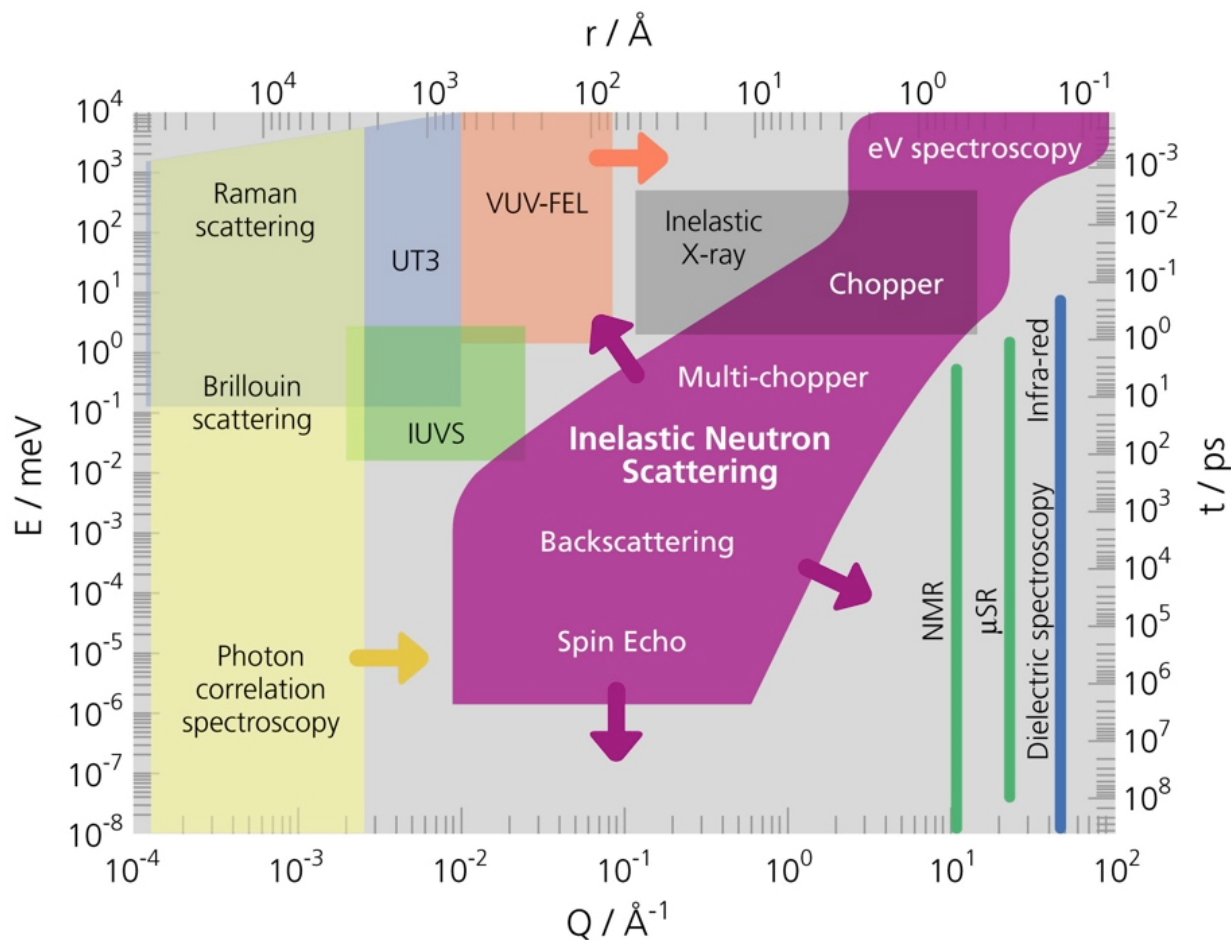 r / Å
10⁴ 10³ 10² 10¹ 10⁰ 10⁻¹
10⁴
10³
10²
10¹
10⁰
10⁻¹
10⁻²
10⁻³
10⁻⁴
10⁻⁵
10⁻⁶
10⁻⁷
10⁻⁸
E / meV
Raman
scattering
UT3
VUV-FEL
Inelastic
X-ray
eV spectroscopy
Chopper
Brillouin
scattering
IUVS
Multi-chopper
Inelastic Neutron
Scattering
Backscattering
Spin Echo
Photon
correlation
spectroscopy
NMR
μSR
Dielectric spectroscopy
Infra-red
10⁻³
10⁻²
10⁻¹
10⁰
10¹
10²
10³
10⁴
10⁵
10⁶
10⁷
10⁸
t / ps
10⁻⁴ 10⁻³ 10⁻² 10⁻¹ 10⁰ 10¹ 10²
Q / Å⁻¹